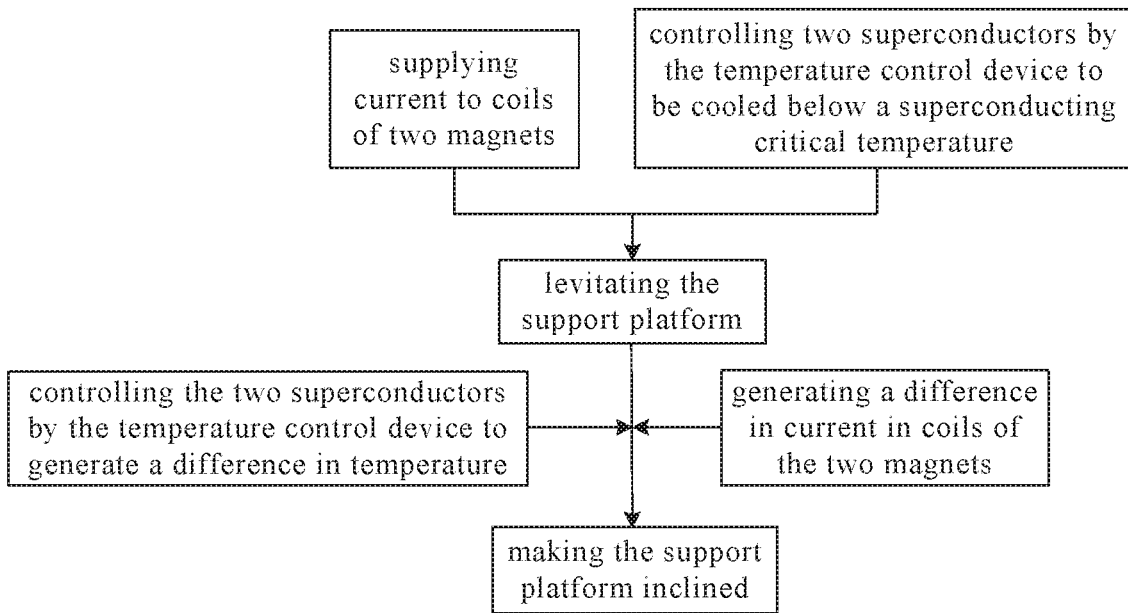 supplying
current to coils
of two magnets
controlling two superconductors by
the temperature control device to
be cooled below a superconducting
critical temperature
levitating the
support platform
controlling the two superconductors
by the temperature control device to
generate a difference in temperature
generating a difference
in current in coils of
the two magnets
making the support
platform inclined